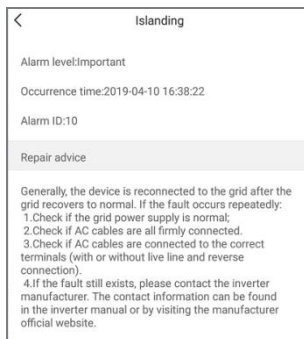 Islanding
Alarm level:Important
Occurrence time:2019-04-10 16:38:22
Alarm ID:10
Repair advice
Generally, the device is reconnected to the grid after the
grid recovers to normal. If the fault occurs repeatedly:
1.Check if the grid power supply is normal;
2.Check if AC cables are all firmly connected.
3.Check if AC cables are connected to the correct
terminals (with or without live line and reverse
connection).
4.If the fault still exists, please contact the inverter
manufacturer. The contact information can be found
in the inverter manual or by visiting the manufacturer
official website.